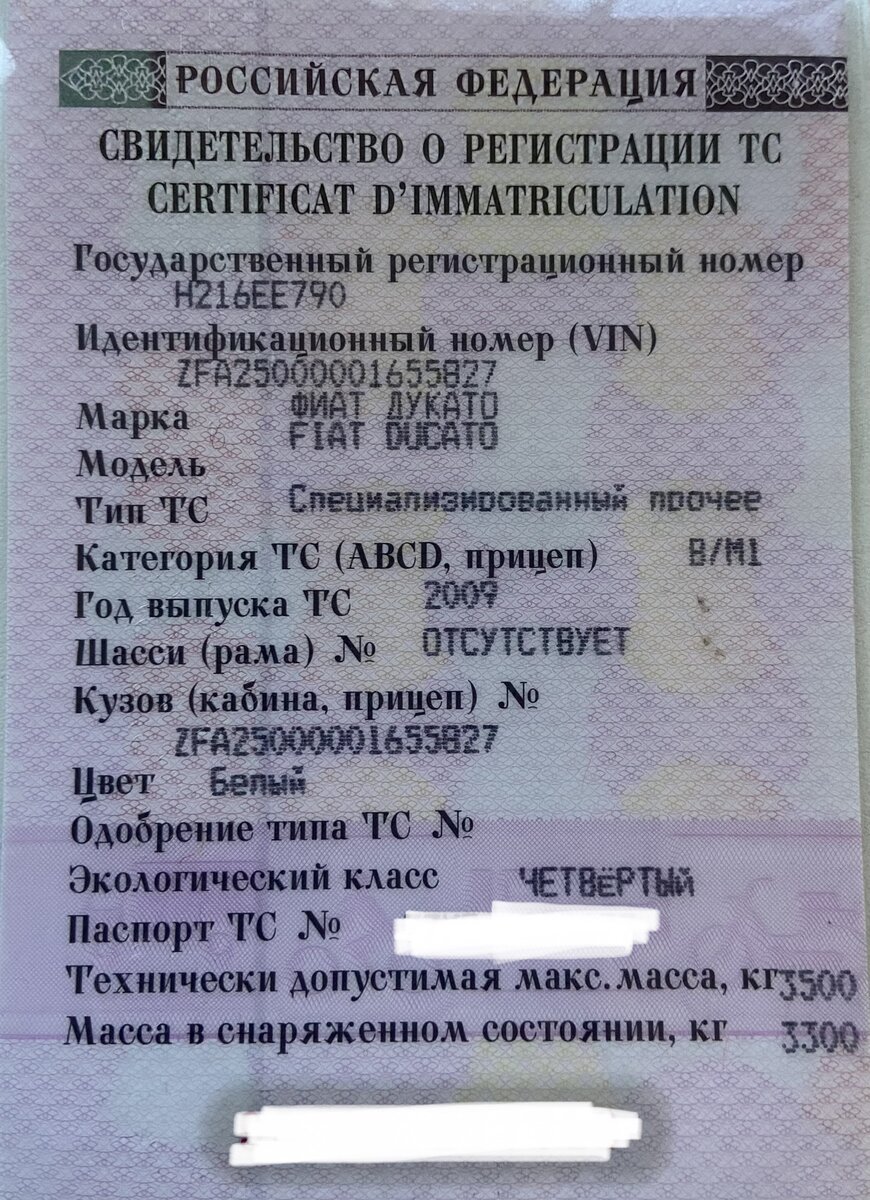 РОССИЙСКАЯ ФЕДЕРАЦИЯ
СВИДЕТЕЛЬСТВО О РЕГИСТРАЦИИ ТС
CERTIFICAT D'IMMATRICULATION
Государственный регистрационный номер
Н216ЕЕ790
Идентификационный номер (VIN)
ZFA25000001655827
Марка ФИАТ ДУКАТО
FIAT DUCATO
Модель
Тип ТС Специализированный прочее
Категория ТС (ABCD, прицеп) B/M1
Год выпуска ТС 2009
Шасси (рама) № ОТСУТСТВУЕТ
Кузов (кабина, прицеп) №
ZFA25000001655827
Цвет Белый
Одобрение типа ТС №
Экологический класс ЧЕТВЁРТЫЙ
Паспорт ТС №
Технически допустимая макс.масса, кг 3500
Масса в снаряженном состоянии, кг 3300